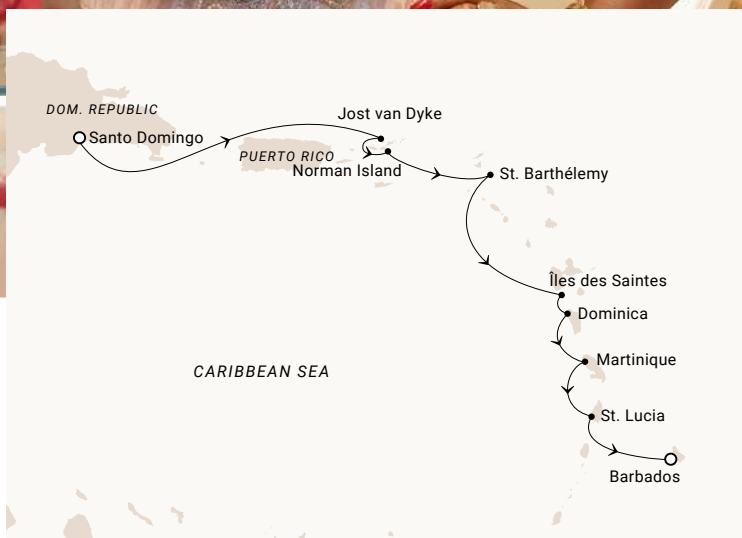 DOM. REPUBLIC
Santo Domingo
Jost van Dyke
PUERTO RICO
Norman Island
St. Barthélemy
Îles des Saintes
Dominica
Martinique
CARIBBEAN SEA
St. Lucia
Barbados